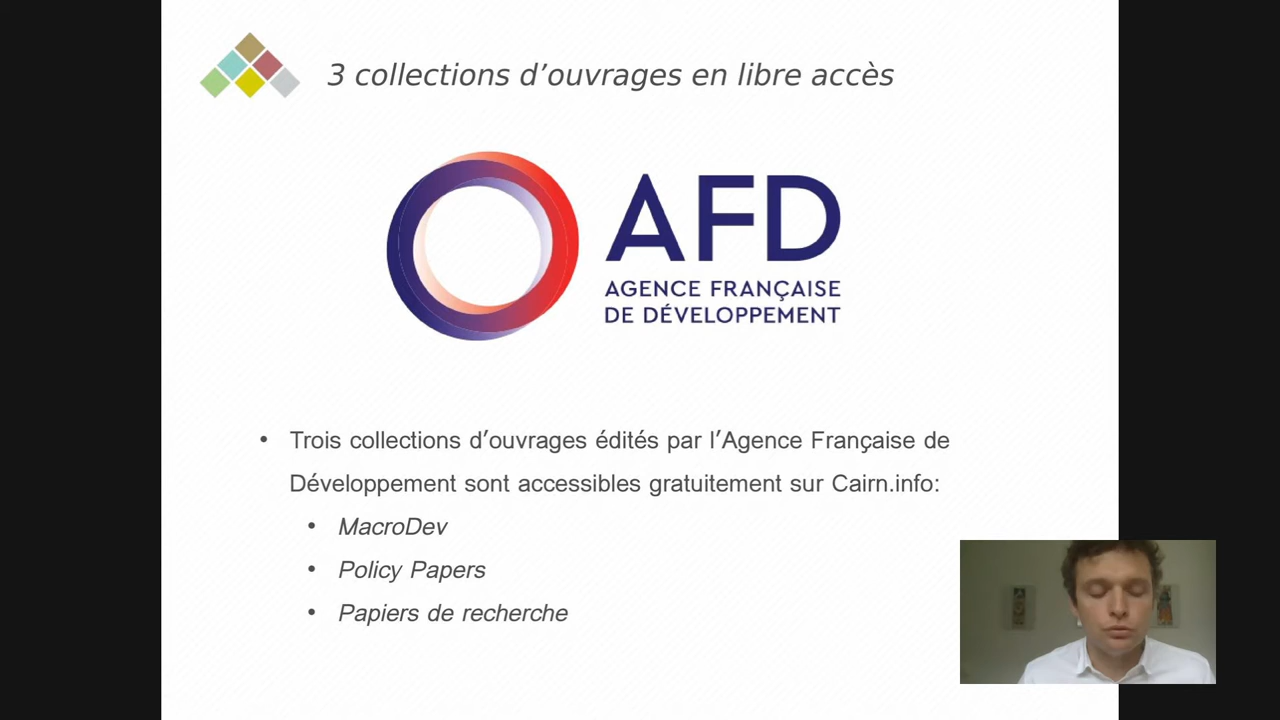 3 collections d’ouvrages en libre accès
AFD
AGENCE FRANÇAISE
DE DÉVELOPPEMENT
• Trois collections d’ouvrages édités par l’Agence Française de
Développement sont accessibles gratuitement sur Cairn.info:
• MacroDev
• Policy Papers
• Papiers de recherche